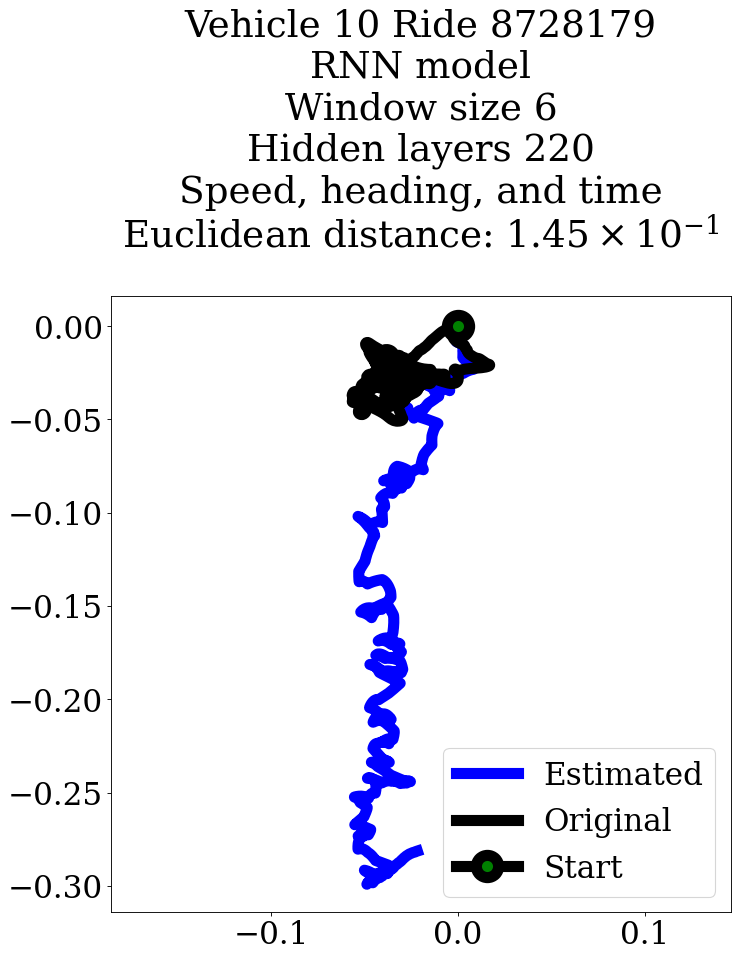 Vehicle 10 Ride 8728179
RNN model
Window size 6
Hidden layers 220
Speed, heading, and time
Euclidean distance: 1.45 × 10⁻¹
0.00
−0.05
−0.10
−0.15
−0.20
−0.25
−0.30
Estimated
Original
Start
−0.1 0.0 0.1